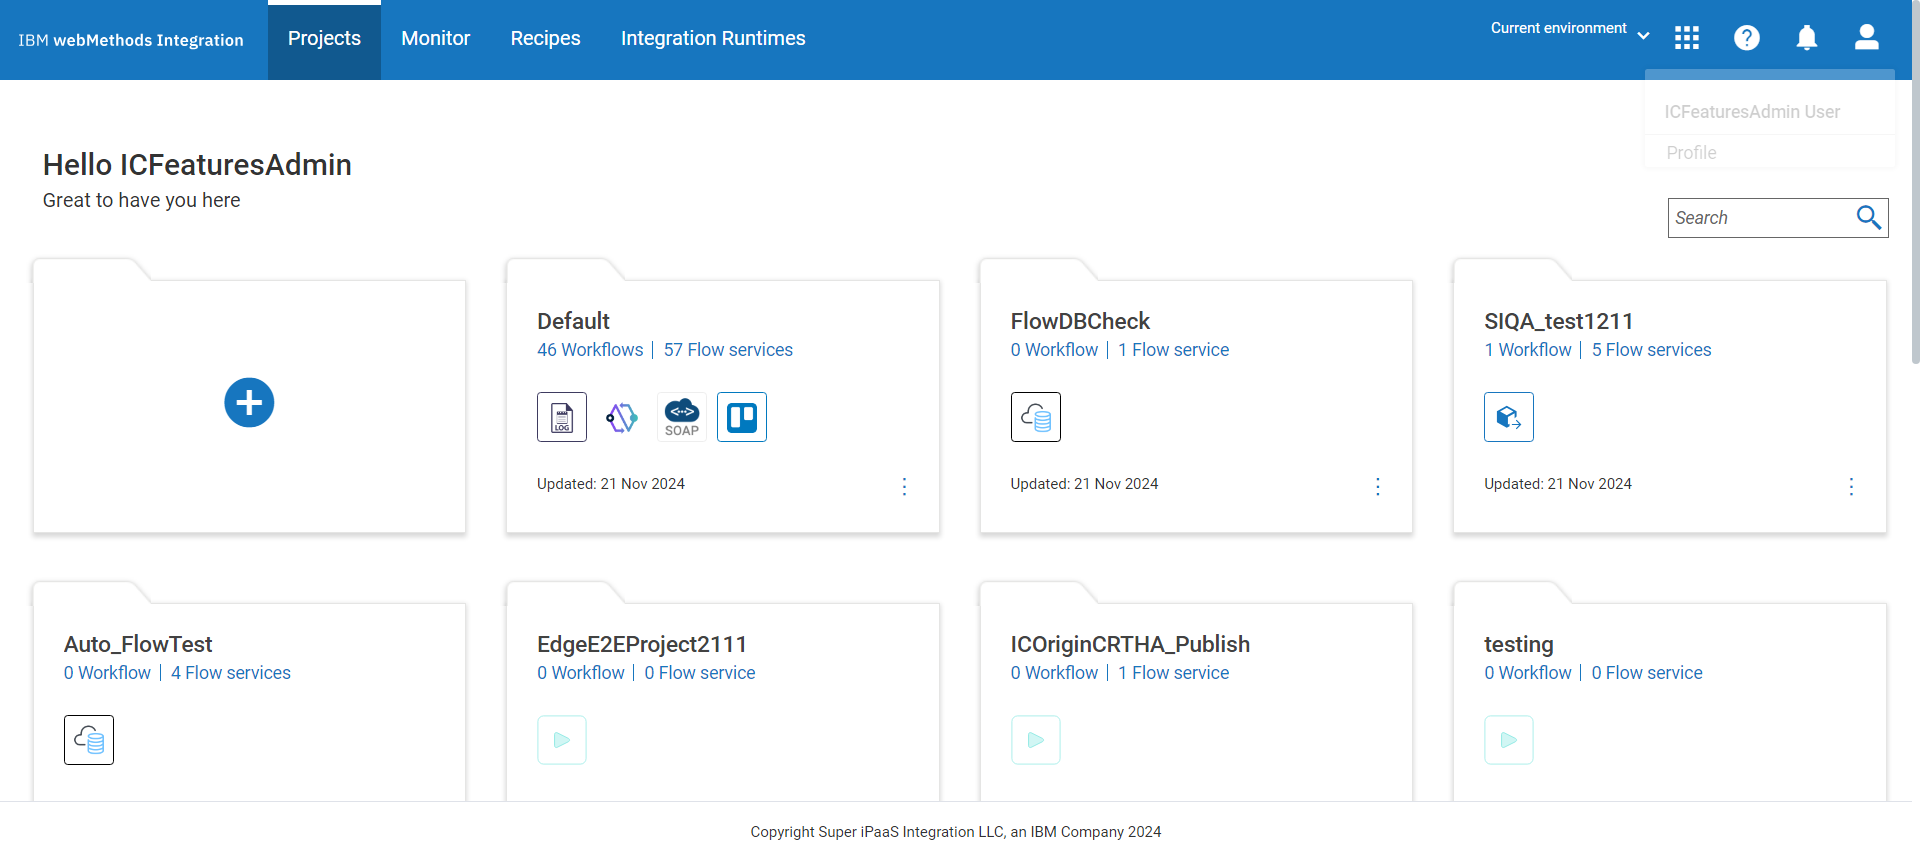 IBM webMethods Integration
Projects
Monitor
Recipes
Integration Runtimes
Current environment
?
ICFeaturesAdmin User
Profile
Hello ICFeaturesAdmin
Great to have you here
Search
Default
46 Workflows | 57 Flow services
LOG
SOAP
Updated: 21 Nov 2024
FlowDBCheck
0 Workflow | 1 Flow service
Updated: 21 Nov 2024
SIQA_test1211
1 Workflow | 5 Flow services
Updated: 21 Nov 2024
Auto_FlowTest
0 Workflow | 4 Flow services
EdgeE2EProject2111
0 Workflow | 0 Flow service
ICOriginCRTHA_Publish
0 Workflow | 1 Flow service
testing
0 Workflow | 0 Flow service
Copyright Super iPaaS Integration LLC, an IBM Company 2024